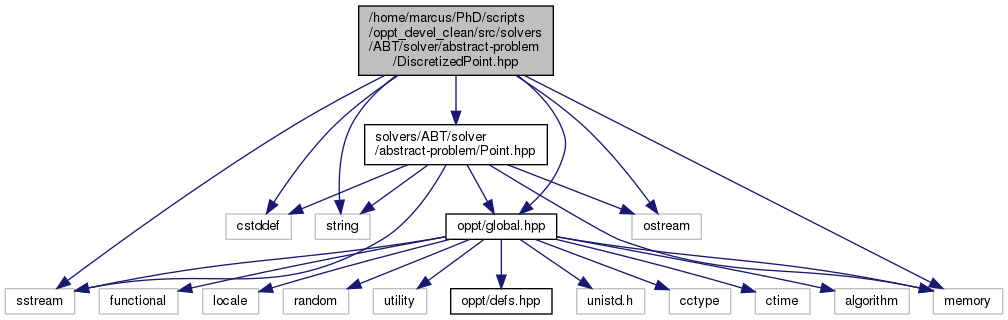 /home/marcus/PhD/scripts
/oppt_devel_clean/src/solvers
/ABT/solver/abstract-problem
/DiscretizedPoint.hpp
solvers/ABT/solver
/abstract-problem/Point.hpp
cstddef
string
oppt/global.hpp
ostream
sstream
functional
locale
random
utility
oppt/defs.hpp
unistd.h
cctype
ctime
algorithm
memory